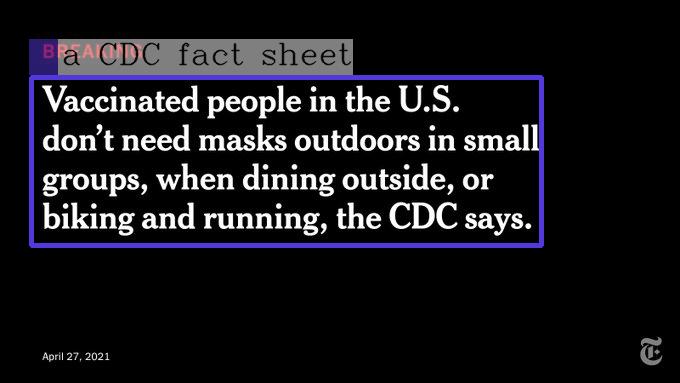 BREAKING
a CDC fact sheet
Vaccinated people in the U.S.
don’t need masks outdoors in small
groups, when dining outside, or
biking and running, the CDC says.
April 27, 2021
T